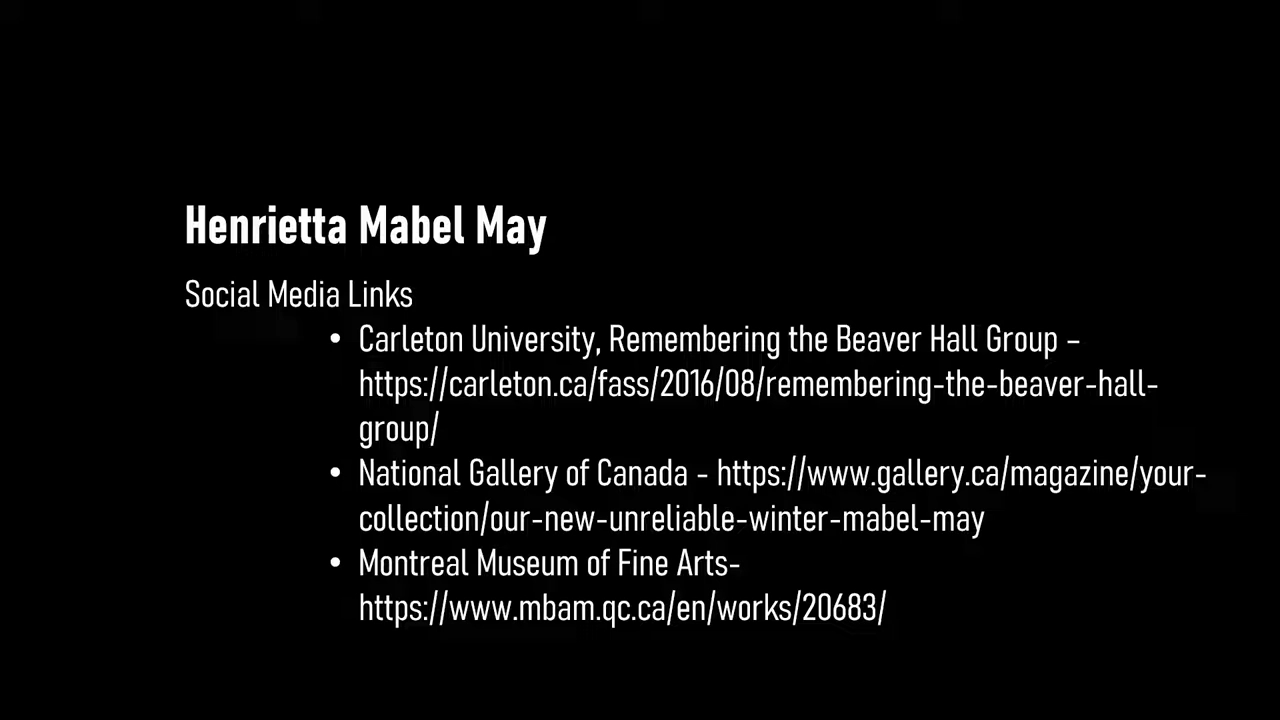 Henrietta Mabel May
Social Media Links
• Carleton University, Remembering the Beaver Hall Group –
https://carleton.ca/fass/2016/08/remembering-the-beaver-hall-
group/
• National Gallery of Canada - https://www.gallery.ca/magazine/your-
collection/our-new-unreliable-winter-mabel-may
• Montreal Museum of Fine Arts-
https://www.mbam.qc.ca/en/works/20683/